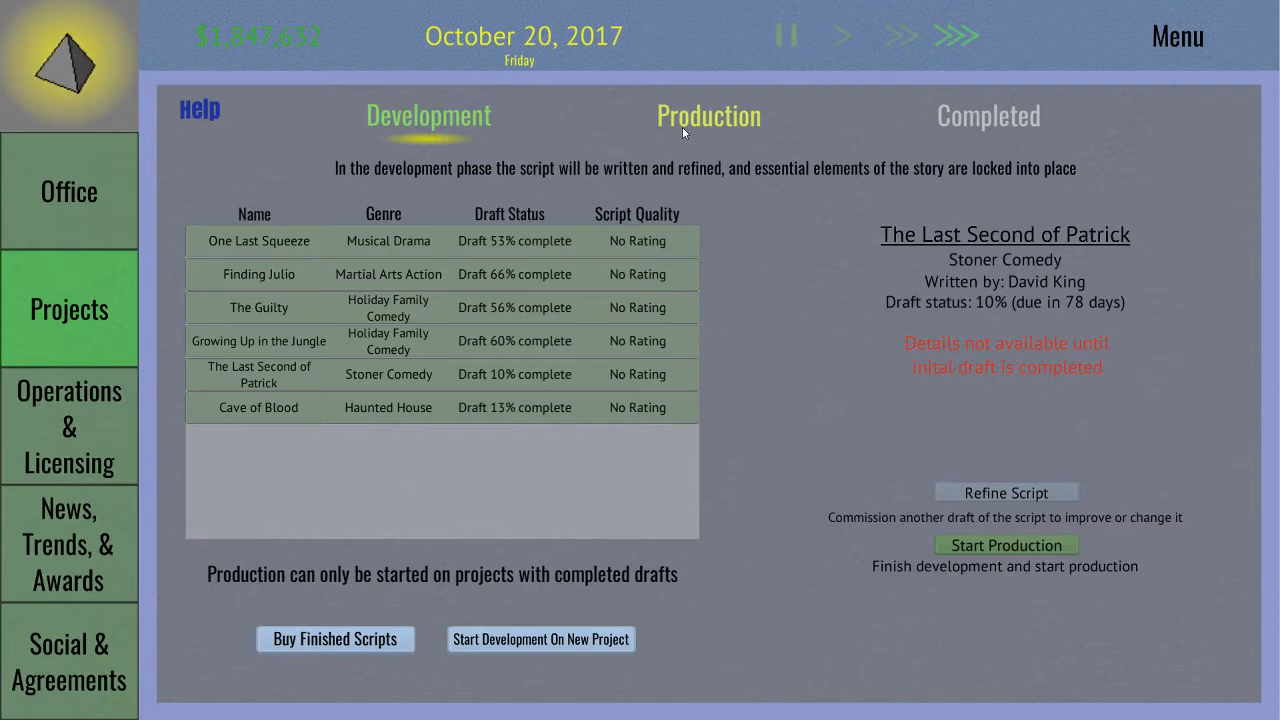 $1,847,632
October 20, 2017
Friday
Menu
Office
Projects
Operations
&
Licensing
News,
Trends, &
Awards
Social &
Agreements
Help
Development
Production
Completed
In the development phase the script will be written and refined, and essential elements of the story are locked into place
Name Genre Draft Status Script Quality
One Last Squeeze Musical Drama Draft 53% complete No Rating
Finding Julio Martial Arts Action Draft 66% complete No Rating
The Guilty Holiday Family Comedy Draft 56% complete No Rating
Growing Up in the Jungle Holiday Family Comedy Draft 60% complete No Rating
The Last Second of Patrick Stoner Comedy Draft 10% complete No Rating
Cave of Blood Haunted House Draft 13% complete No Rating
Production can only be started on projects with completed drafts
Buy Finished Scripts
Start Development On New Project
The Last Second of Patrick
Stoner Comedy
Written by: David King
Draft status: 10% (due in 78 days)
Details not available until
inital draft is completed
Refine Script
Commission another draft of the script to improve or change it
Start Production
Finish development and start production